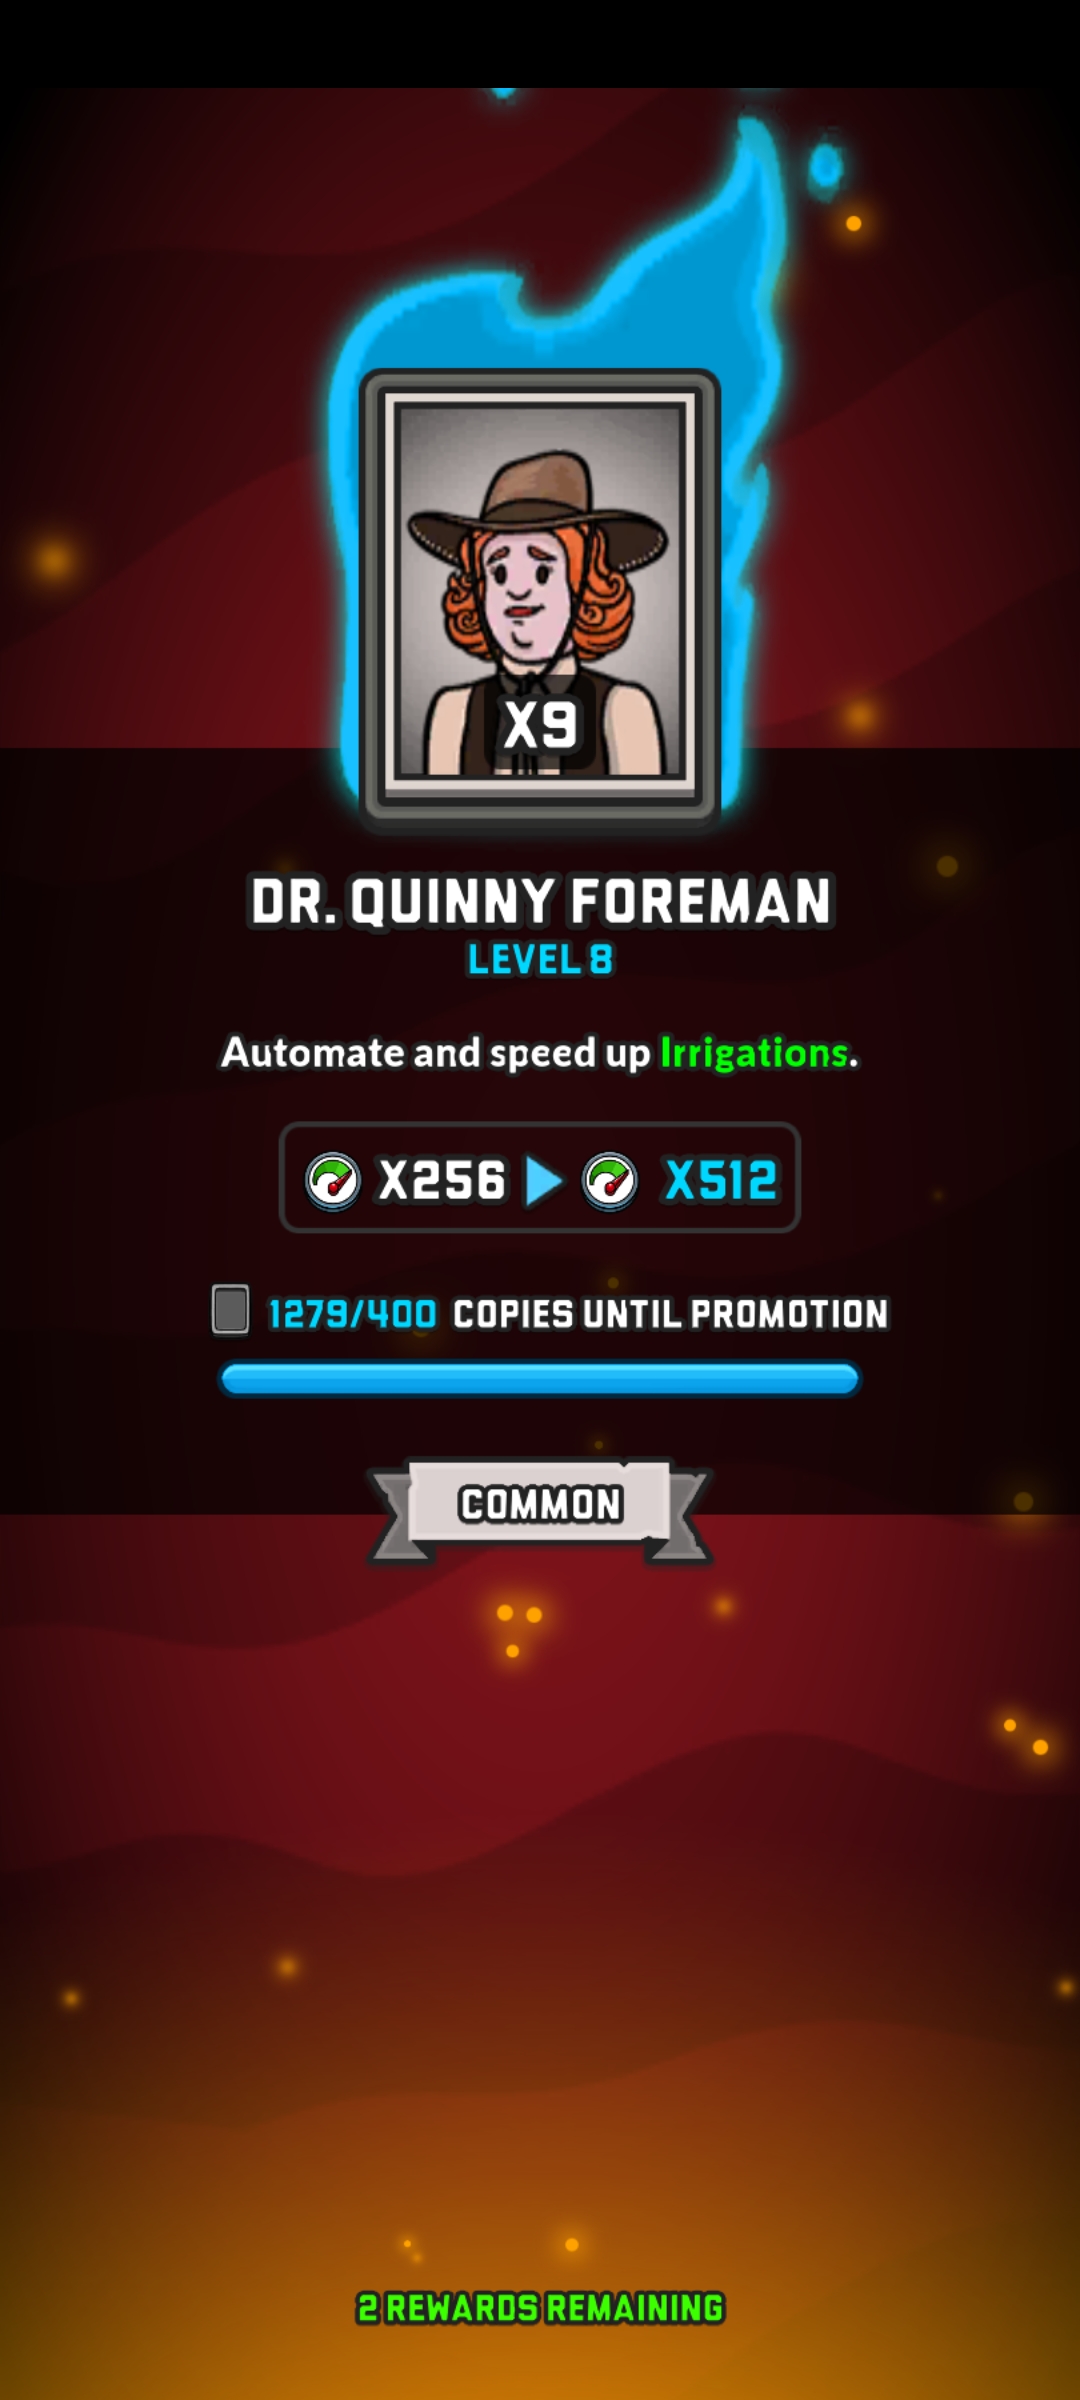 X9
DR. QUINNY FOREMAN
LEVEL 8
Automate and speed up Irrigations.
X256 X512
1279/400 COPIES UNTIL PROMOTION
COMMON
2 REWARDS REMAINING